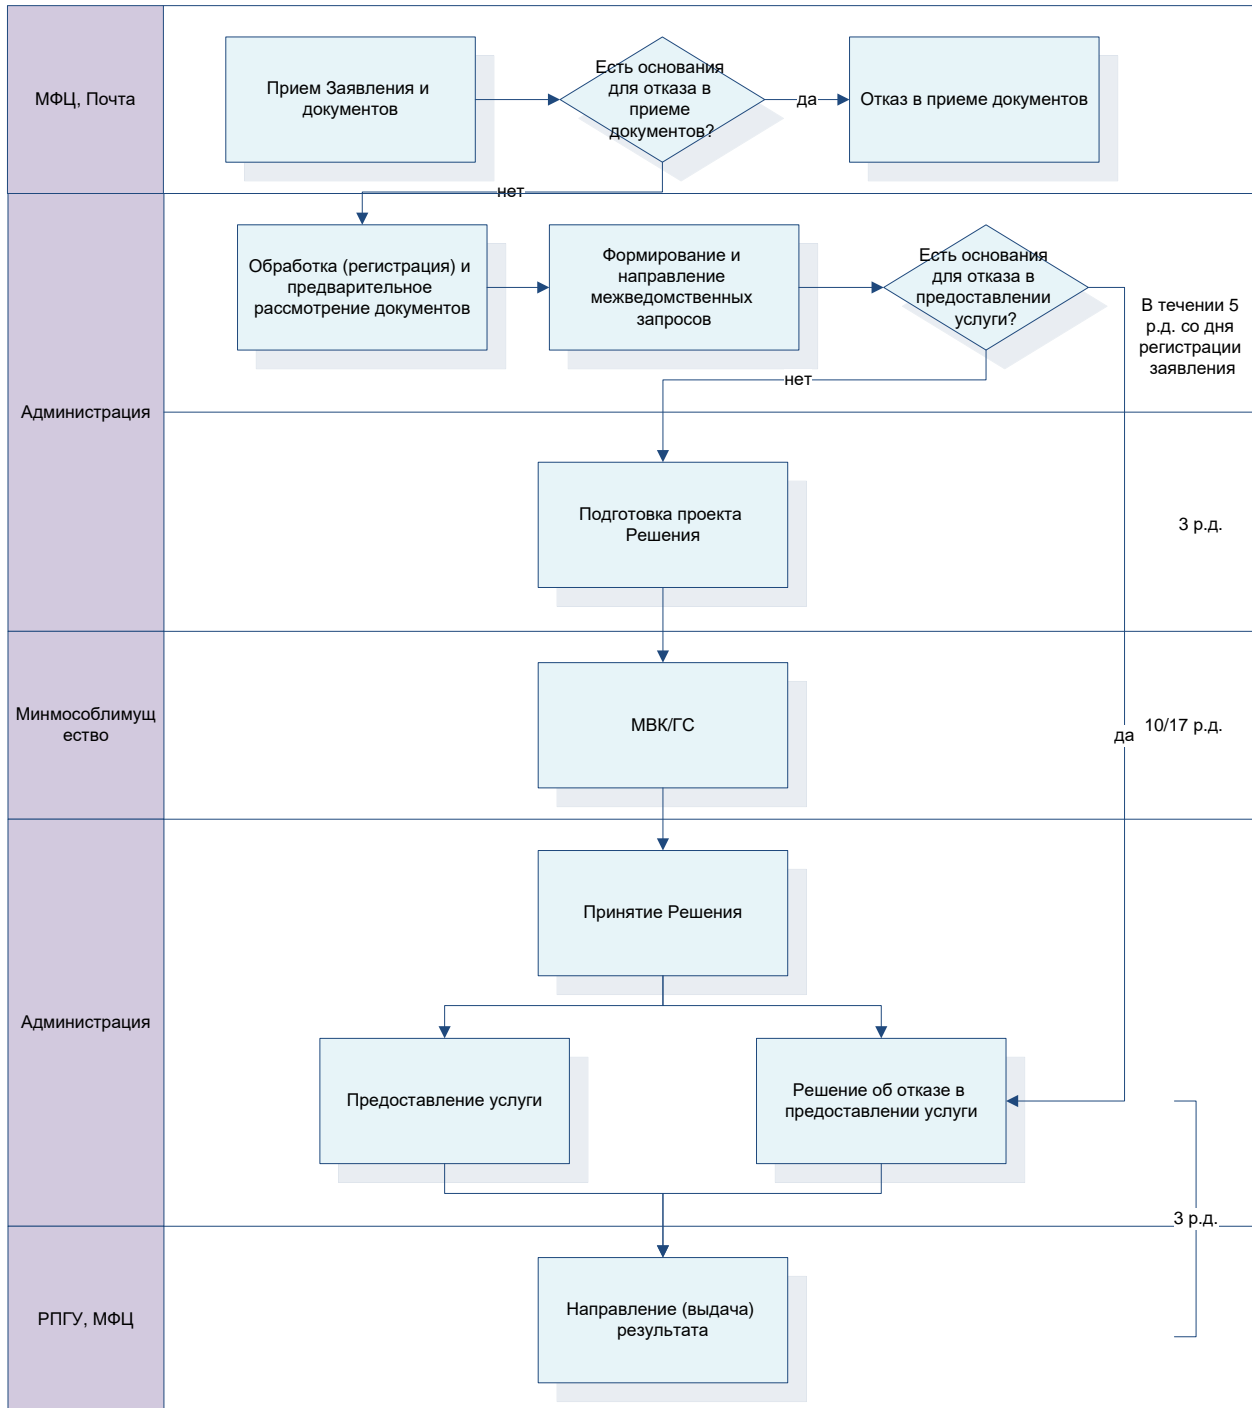 МФЦ, Почта
Прием Заявления и
документов
Есть основания
для отказа в
приеме
документов?
да
Отказ в приеме документов
нет
Администрация
Обработка (регистрация) и
предварительное
рассмотрение документов
Формирование и
направление
межведомственных
запросов
Есть основания
для отказа в
предоставлении
услуги?
В течении 5
р.д. со дня
регистрации
заявления
нет
Подготовка проекта
Решения
3 р.д.
Минмособлимущ
ество
МВК/ГС
да
10/17 р.д.
Администрация
Принятие Решения
Предоставление услуги
Решение об отказе в
предоставлении услуги
3 р.д.
РПГУ, МФЦ
Направление (выдача)
результата